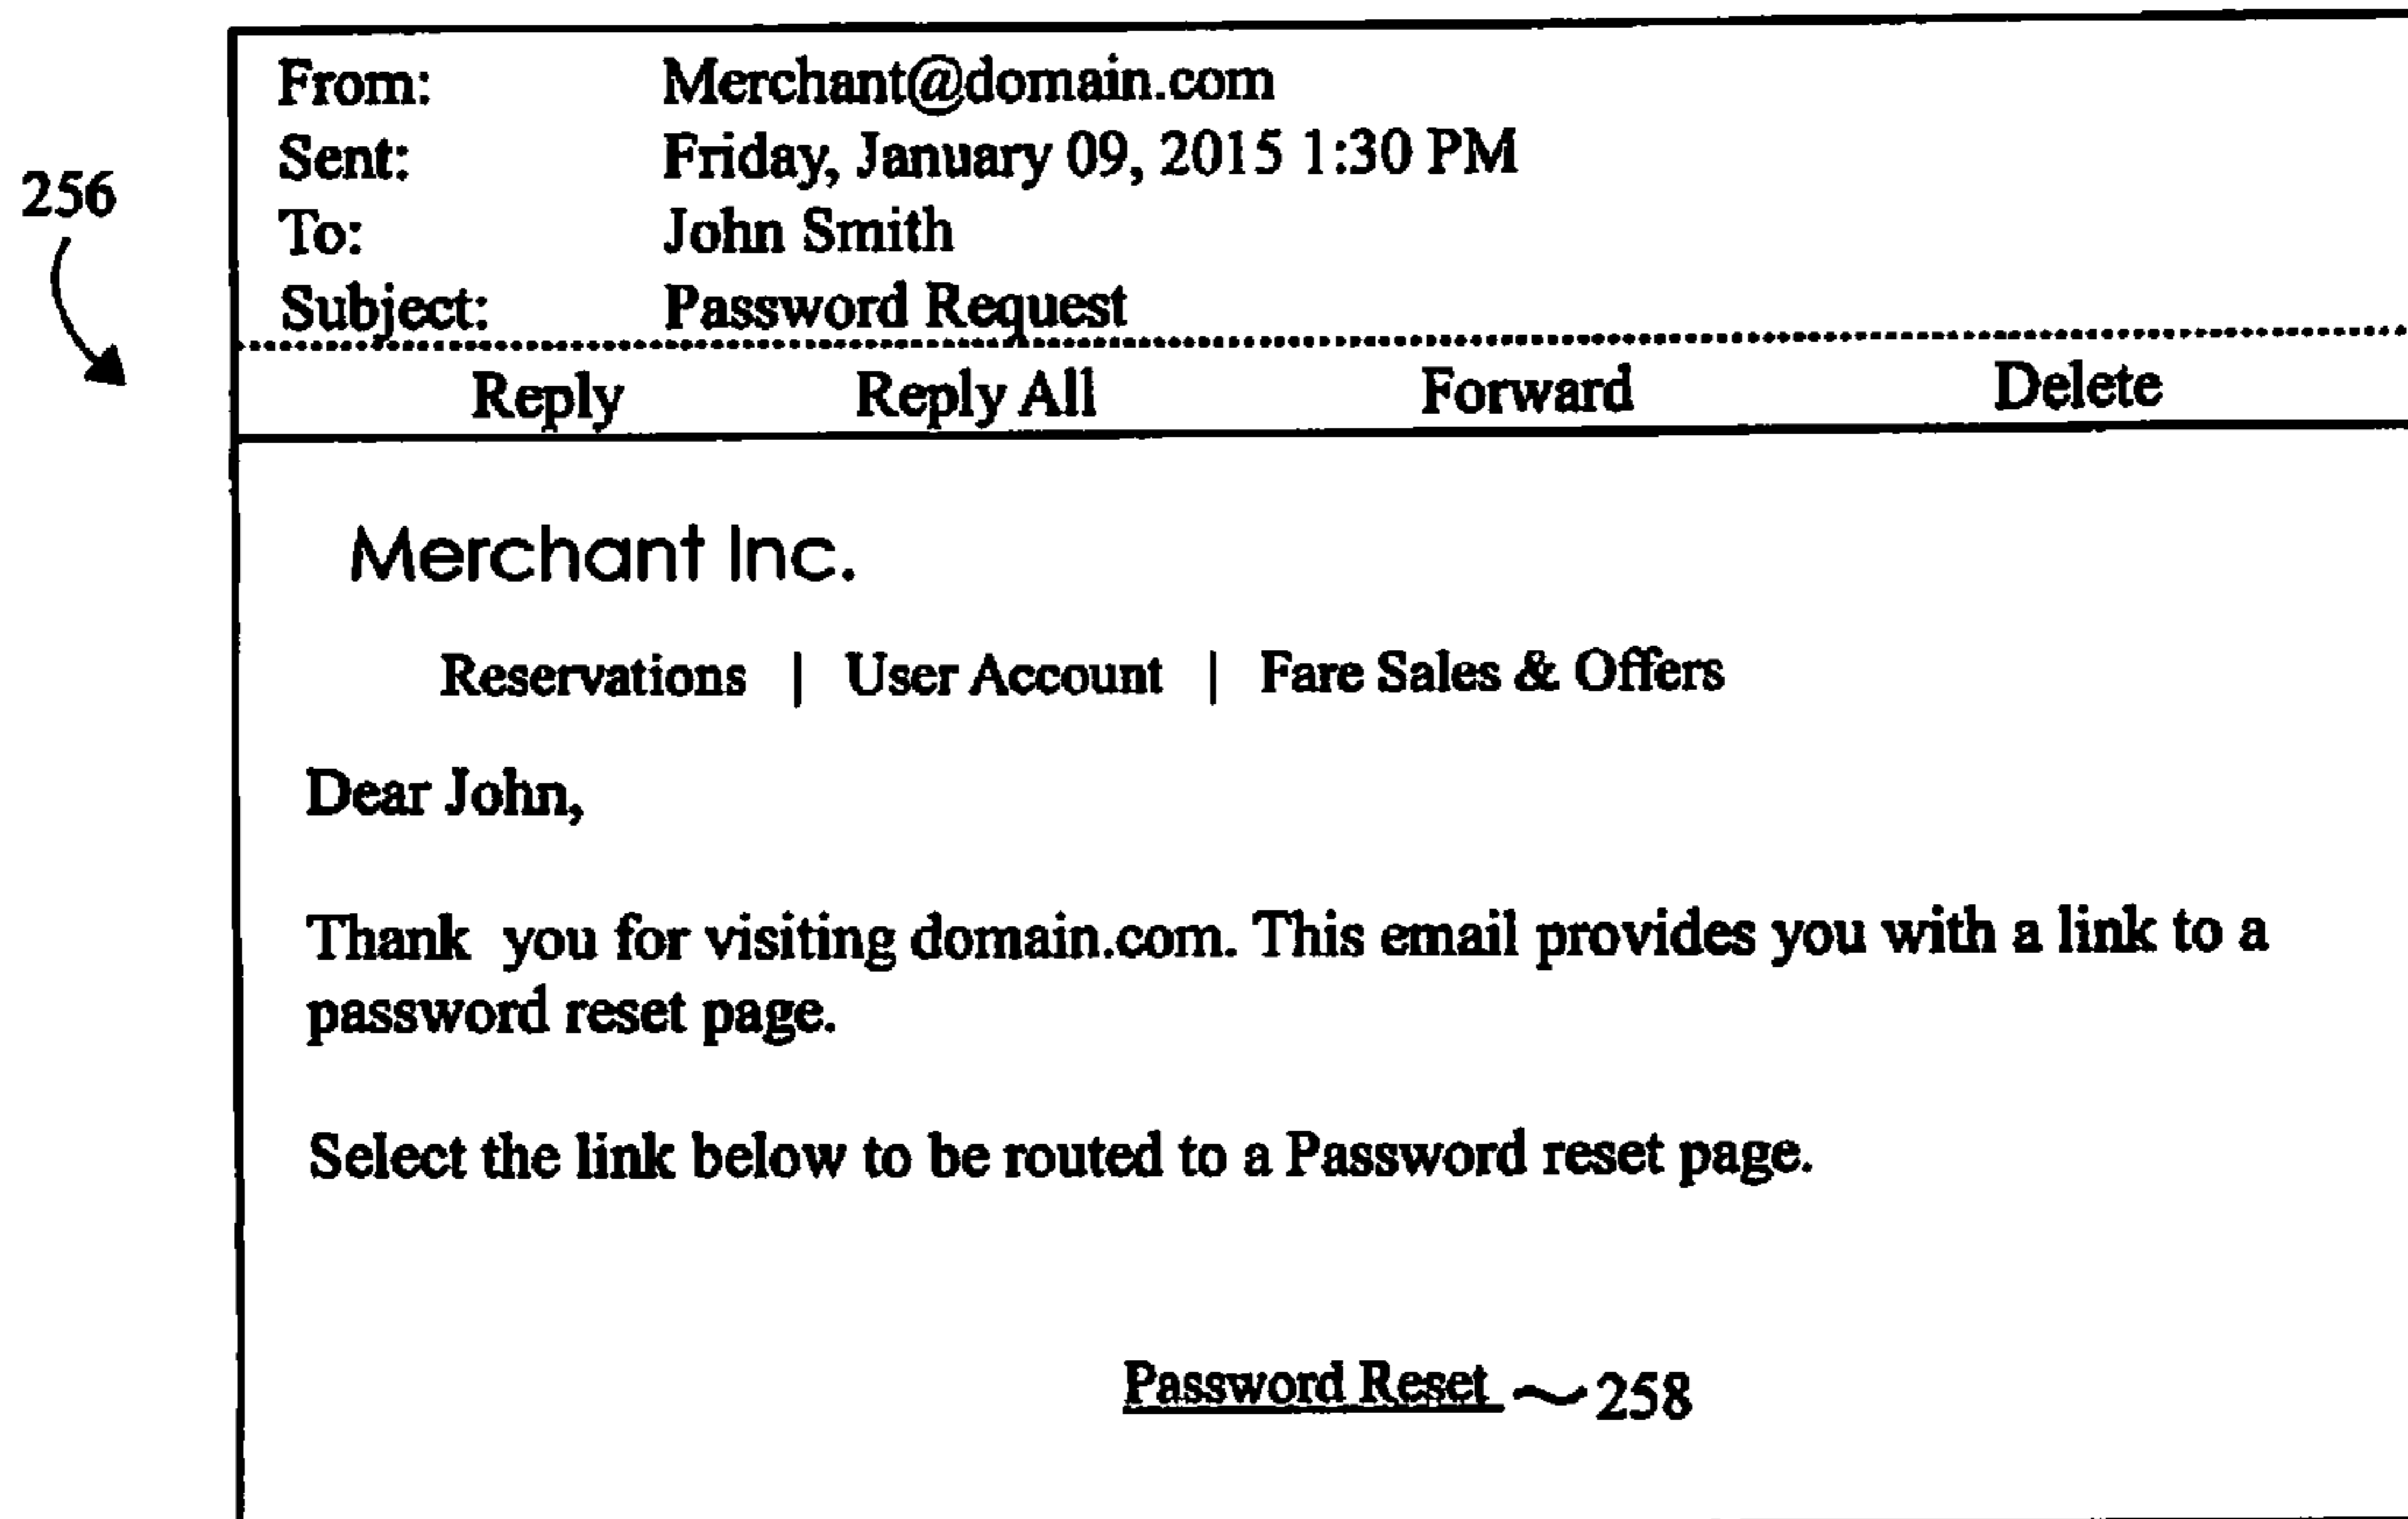 From: Merchant@domain.com
Sent: Friday, January 09, 2015 1:30 PM
256
To: John Smith
Subject: Password Request
Reply Reply All Forward Delete
Merchant Inc.
Reservations | User Account | Fare Sales & Offers
Dear John,
Thank you for visiting domain.com. This email provides you with a link to a
password reset page.
Select the link below to be routed to a Password reset page.
Password Reset 258